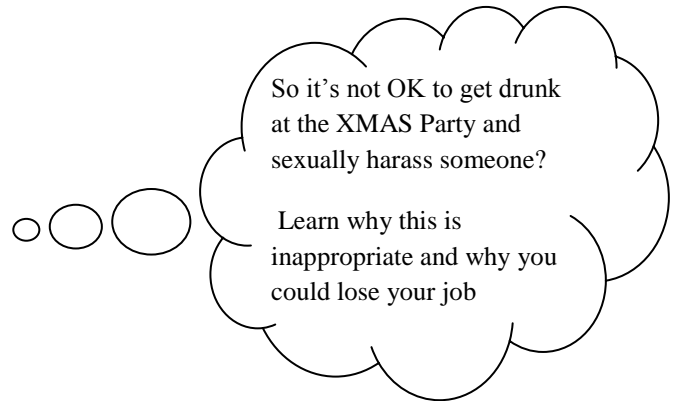 So it’s not OK to get drunk
at the XMAS Party and
sexually harass someone?
Learn why this is
inappropriate and why you
could lose your job